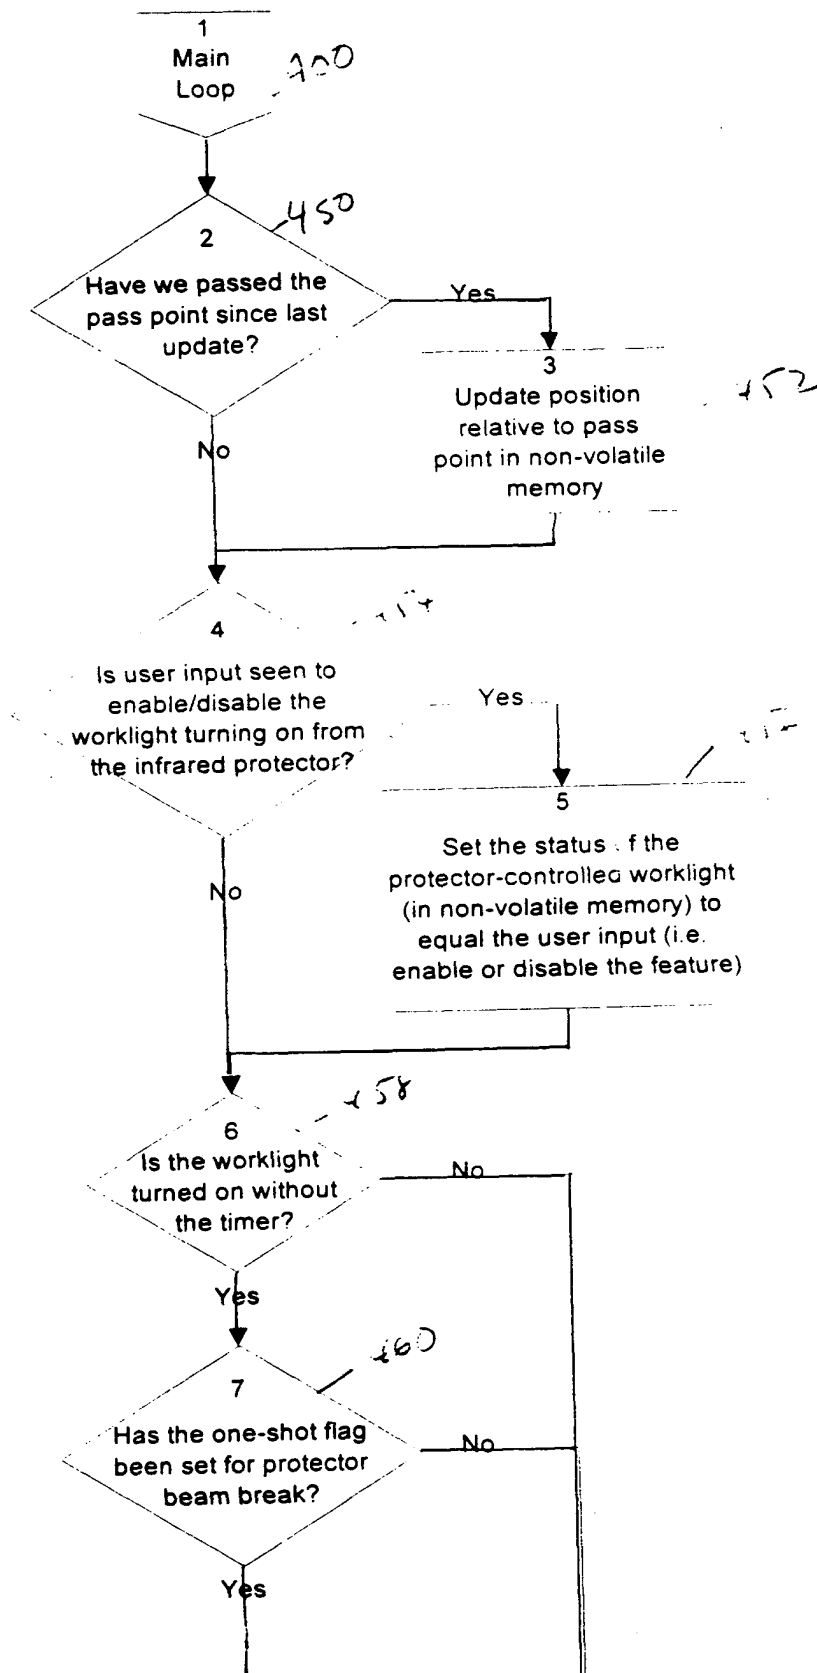 1
Main
Loop
450
2
Have we passed the
pass point since last
update?
Yes
3
Update position
relative to pass
point in non-volatile
memory
452
No
4
Is user input seen to
enable/disable the
worklight turning on from
the infrared protector?
Yes
5
Set the status of the
protector-controlled worklight
(in non-volatile memory) to
equal the user input (i.e.
enable or disable the feature)
No
458
6
Is the worklight
turned on without
the timer?
No
Yes
460
7
Has the one-shot flag
been set for protector
beam break?
No
Yes